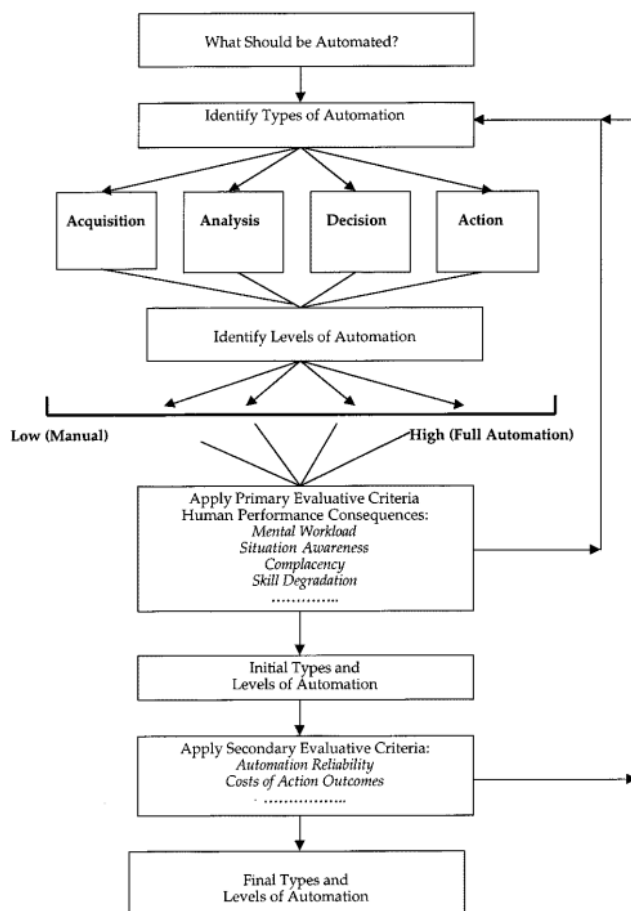 What Should be Automated?
Identify Types of Automation
Acquisition
Analysis
Decision
Action
Identify Levels of Automation
Low (Manual)
High (Full Automation)
Apply Primary Evaluative Criteria
Human Performance Consequences:
Mental Workload
Situation Awareness
Complacency
Skill Degradation
..............
Initial Types and
Levels of Automation
Apply Secondary Evaluative Criteria:
Automation Reliability
Costs of Action Outcomes
.................
Final Types and
Levels of Automation